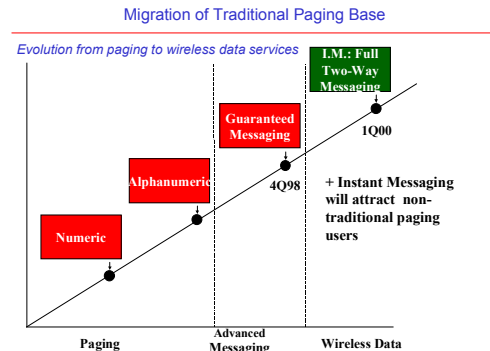 Migration of Traditional Paging Base
Evolution from paging to wireless data services
I.M.: Full
Two-Way
Messaging
Guaranteed
Messaging
1Q00
Alphanumeric
4Q98
+ Instant Messaging
will attract non-
traditional paging
users
Numeric
Paging
Advanced
Messaging
Wireless Data